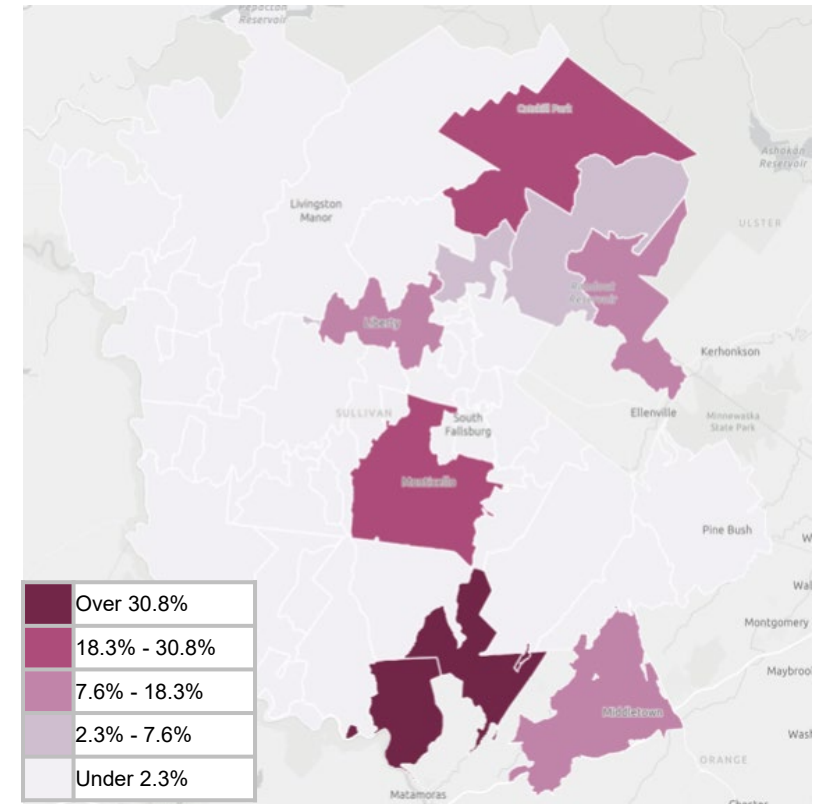 Pepacton
Reservoir
Catskill Park
Ashokan
Reservoir
Livingston
Manor
ULSTER
Rondout
Reservoir
Liberty
Kerhonkson
SULLIVAN
South
Fallsburg
Ellenville
Minnewaska
State Park
Monticello
Pine Bush
W
Wal
Montgomery
Maybroo
Middletown
Wash
ORANGE
Matamoras
Chester
Over 30.8%
18.3% - 30.8%
7.6% - 18.3%
2.3% - 7.6%
Under 2.3%